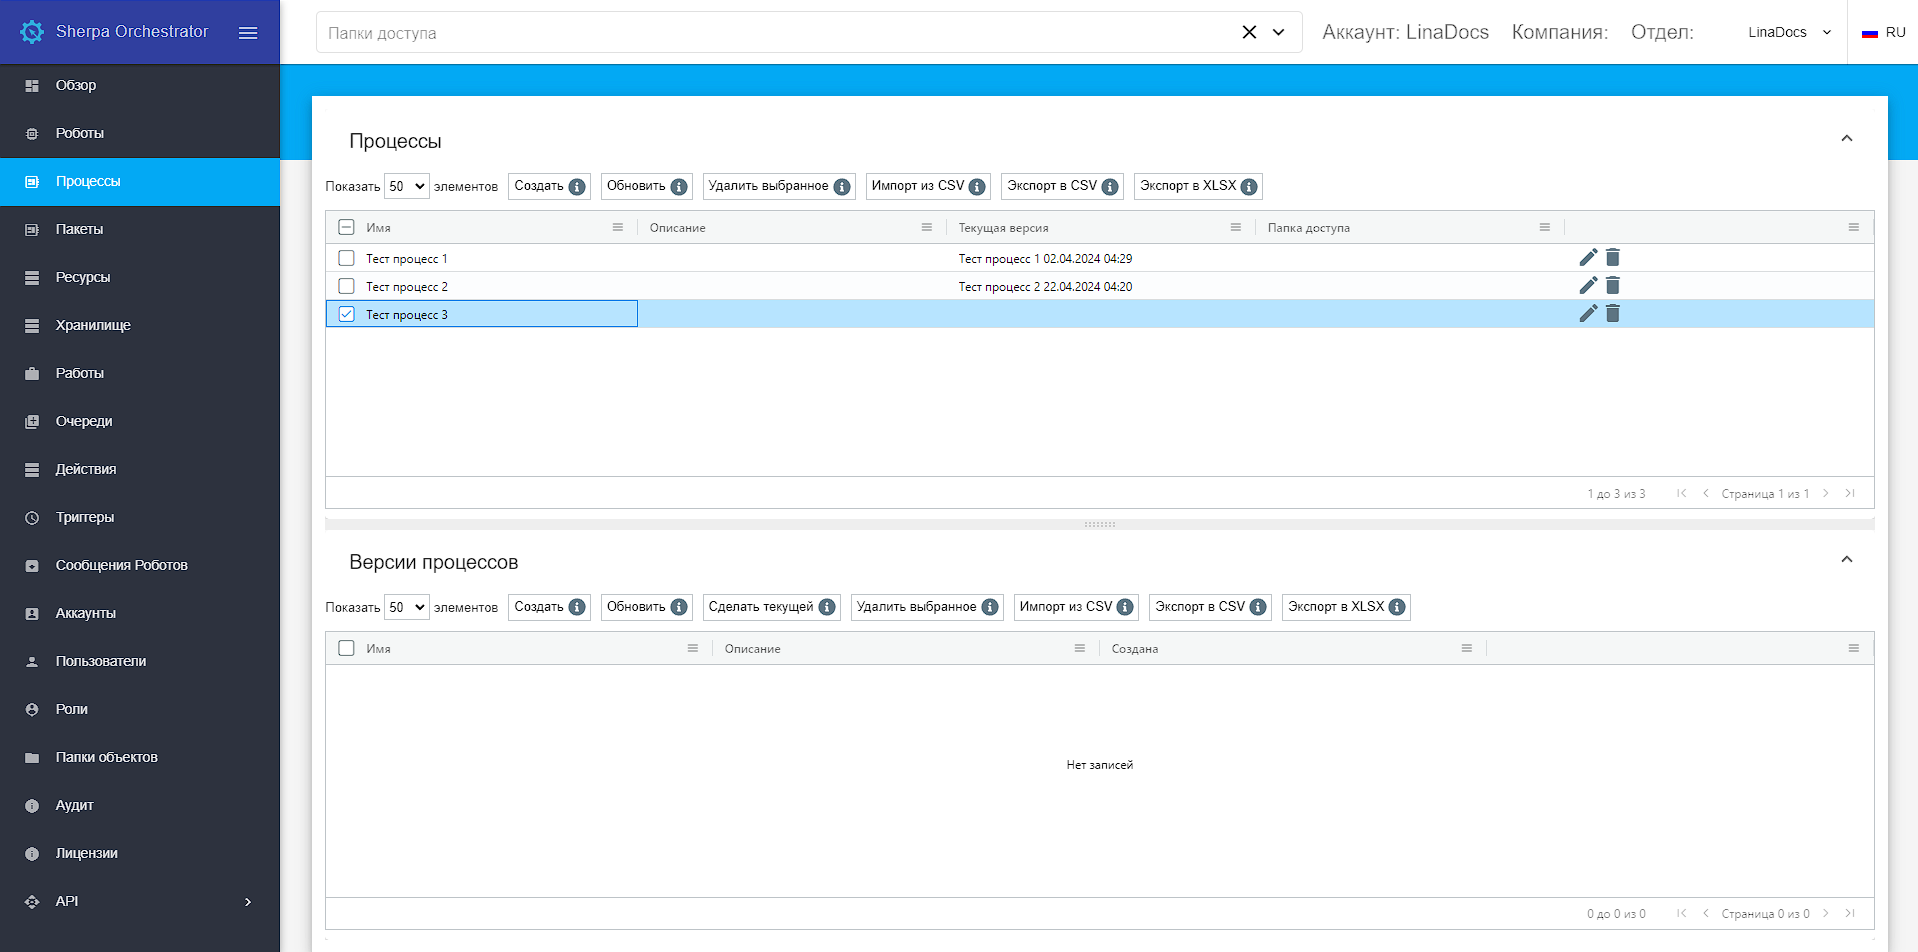 Sherpa Orchestrator
Папки доступа
Аккаунт: LinaDocs Компания: Отдел:
LinaDocs
RU
Обзор
Роботы
Процессы
Пакеты
Ресурсы
Хранилище
Работы
Очереди
Действия
Триггеры
Сообщения Роботов
Аккаунты
Пользователи
Роли
Папки объектов
Аудит
Лицензии
API
Процессы
Показать 50 элементов Создать Обновить Удалить выбранное Импорт из CSV Экспорт в CSV Экспорт в XLSX
Имя Описание Текущая версия Папка доступа
Тест процесс 1 Тест процесс 1 02.04.2024 04:29
Тест процесс 2 Тест процесс 2 22.04.2024 04:20
Тест процесс 3
1 до 3 из 3 Страница 1 из 1
Версии процессов
Показать 50 элементов Создать Обновить Сделать текущей Удалить выбранное Импорт из CSV Экспорт в CSV Экспорт в XLSX
Имя Описание Создана
Нет записей
0 до 0 из 0 Страница 0 из 0